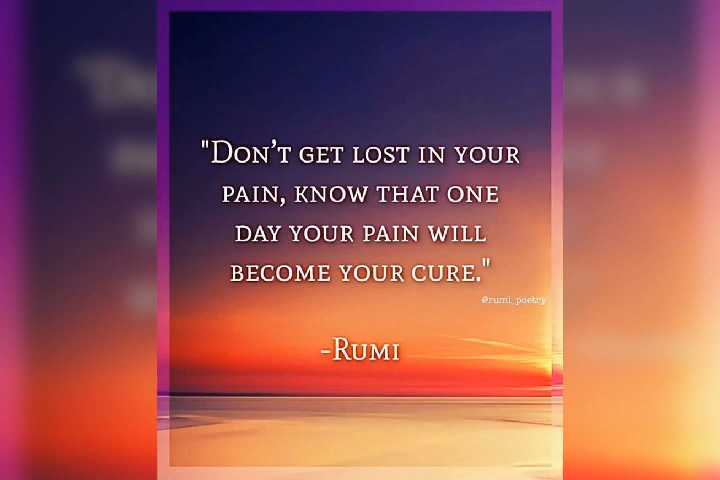 "Don't get lost in your
pain, know that one
day your pain will
become your cure."
@rumi_poetry
-Rumi